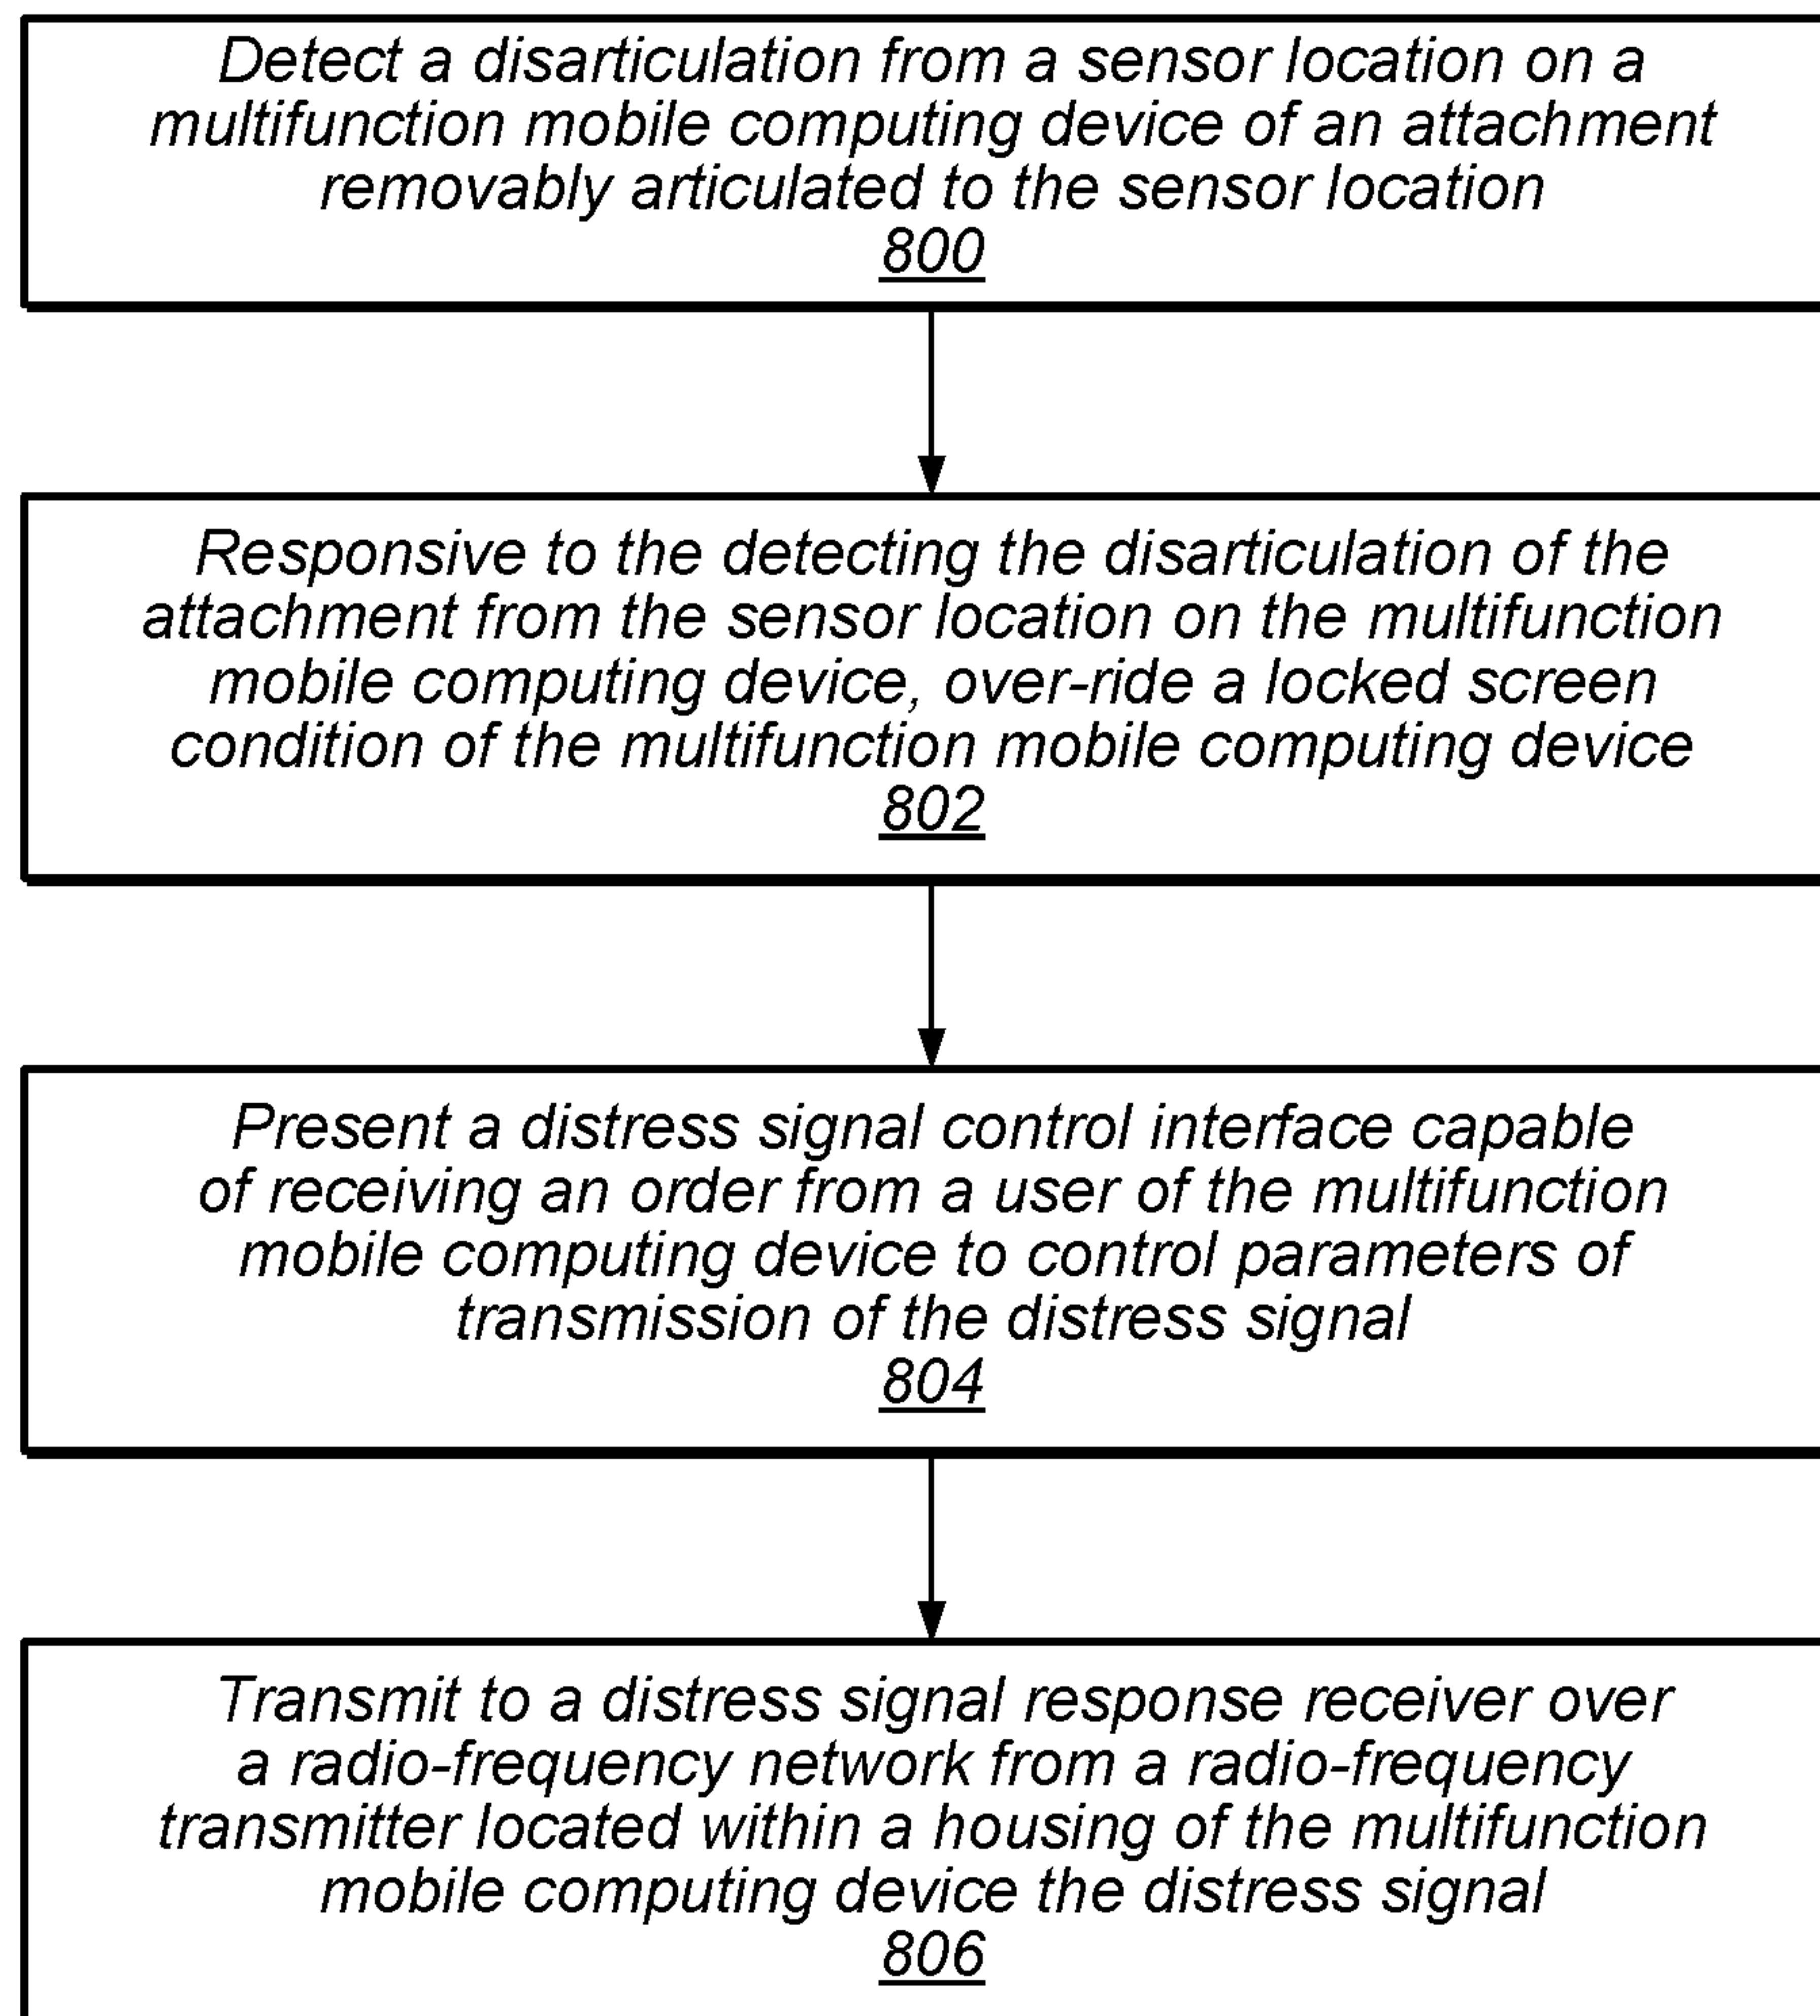 Detect a disarticulation from a sensor location on a
multifunction mobile computing device of an attachment
removably articulated to the sensor location
800
Responsive to the detecting the disarticulation of the
attachment from the sensor location on the multifunction
mobile computing device, over-ride a locked screen
condition of the multifunction mobile computing device
802
Present a distress signal control interface capable
of receiving an order from a user of the multifunction
mobile computing device to control parameters of
transmission of the distress signal
804
Transmit to a distress signal response receiver over
a radio-frequency network from a radio-frequency
transmitter located within a housing of the multifunction
mobile computing device the distress signal
806